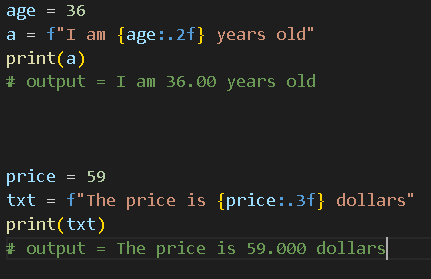 age = 36
a = f"I am {age:.2f} years old"
print(a)
# output = I am 36.00 years old
price = 59
txt = f"The price is {price:.3f} dollars"
print(txt)
# output = The price is 59.000 dollars